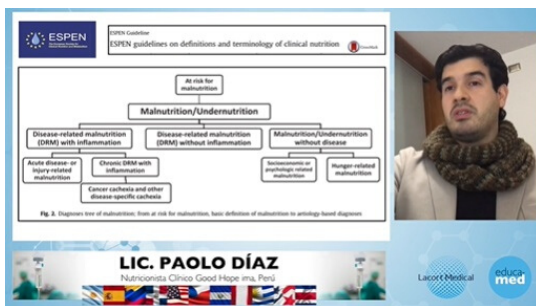 ESPEN
ESPEN Guideline
ESPEN guidelines on definitions and terminology of clinical nutrition
At risk for
malnutrition
Malnutrition/Undernutrition
Disease-related malnutrition
(DRM) with inflammation
Disease-related malnutrition
(DRM) without inflammation
Malnutrition/Undernutrition
without disease
Acute disease- or
Injury-related
malnutrition
Chronic DRM with
inflammation
Socioeconomic or
psychologic related
malnutrition
Hunger-related
malnutrition
Cancer cachexia and other
disease-specific cachexia
Fig. 2. Diagnoses tree of malnutrition; from at risk for malnutrition, basic definition of malnutrition to aetiology-based diagnoses
LIC. PAOLO DÍAZ
Nutricionista Clínico Good Hope ima, Perú
Lacort Medical
educa-
med